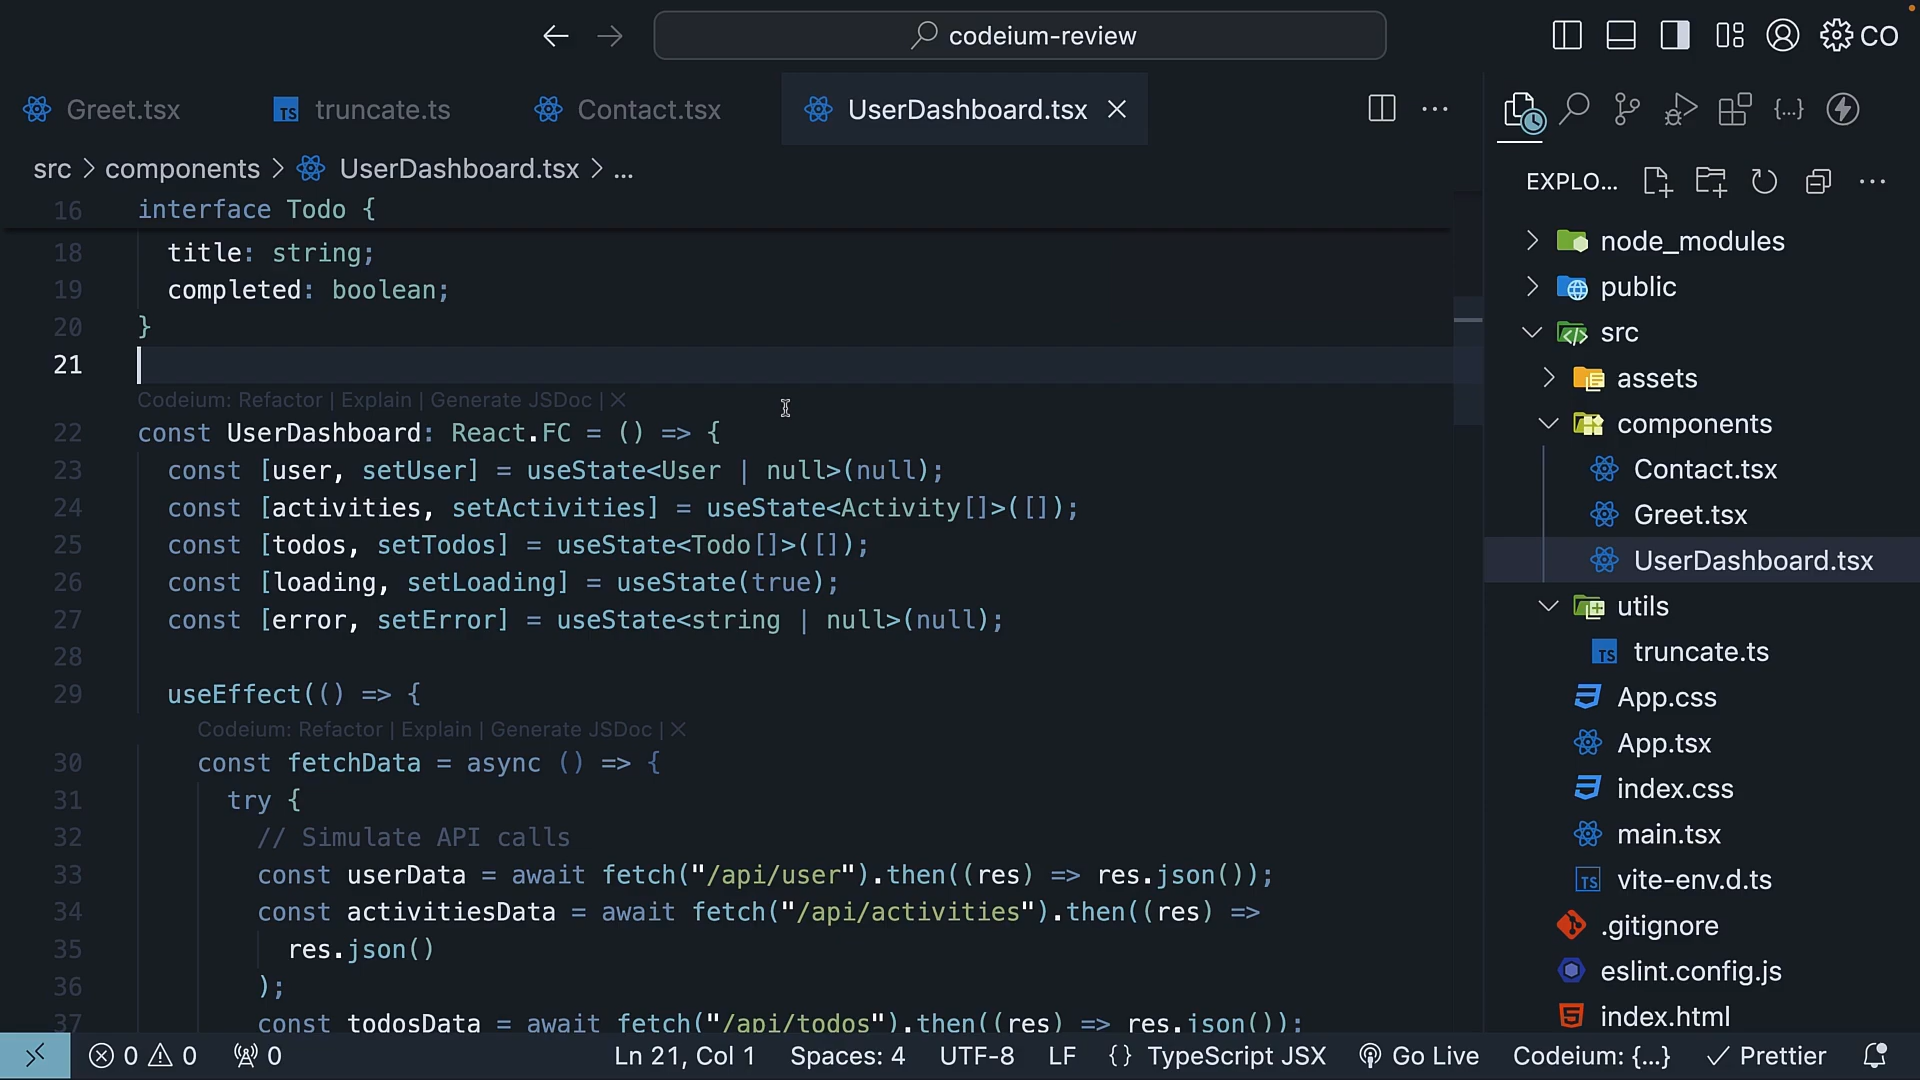 codeium-review
CO
Greet.tsx
truncate.ts
Contact.tsx
UserDashboard.tsx
src > components > UserDashboard.tsx > ...
16 interface Todo {
18 title: string;
19 completed: boolean;
20 }
21
Codeium: Refactor | Explain | Generate JSDoc | ×
22 const UserDashboard: React.FC = () => {
23 const [user, setUser] = useState<User | null>(null);
24 const [activities, setActivities] = useState<Activity[]>([]);
25 const [todos, setTodos] = useState<Todo[]>([]);
26 const [loading, setLoading] = useState(true);
27 const [error, setError] = useState<string | null>(null);
28
29 useEffect(() => {
Codeium: Refactor | Explain | Generate JSDoc | ×
30 const fetchData = async () => {
31 try {
32 // Simulate API calls
33 const userData = await fetch("/api/user").then((res) => res.json());
34 const activitiesData = await fetch("/api/activities").then((res) =>
35 res.json()
36 );
37 const todosData = await fetch("/api/todos").then((res) => res.json());
EXPLO...
node_modules
public
src
assets
components
Contact.tsx
Greet.tsx
UserDashboard.tsx
utils
TS truncate.ts
App.css
App.tsx
index.css
main.tsx
TS vite-env.d.ts
.gitignore
eslint.config.js
index.html
0 0 0 Ln 21, Col 1 Spaces: 4 UTF-8 LF {} TypeScript JSX Go Live Codeium: {...} Prettier